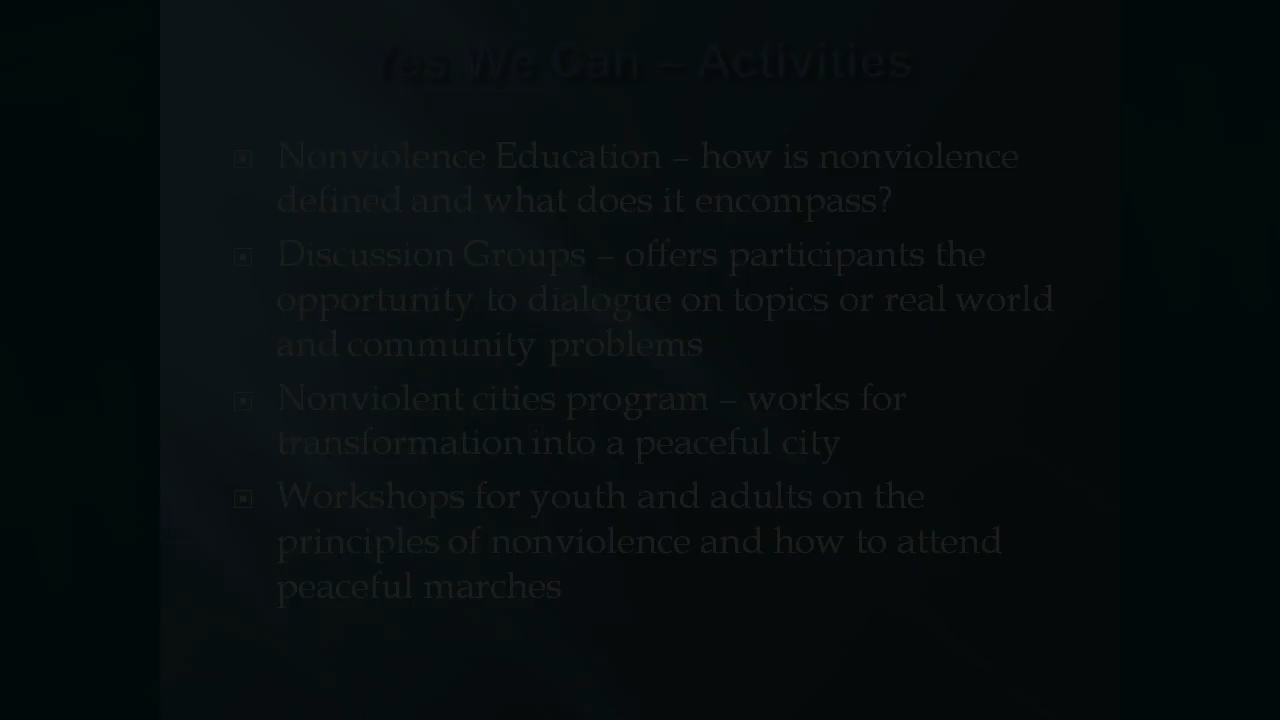 Yes We Can – Activities
Nonviolence Education – how is nonviolence
defined and what does it encompass?
Discussion Groups – offers participants the
opportunity to dialogue on topics or real world
and community problems
Nonviolent cities program – works for
transformation into a peaceful city
Workshops for youth and adults on the
principles of nonviolence and how to attend
peaceful marches